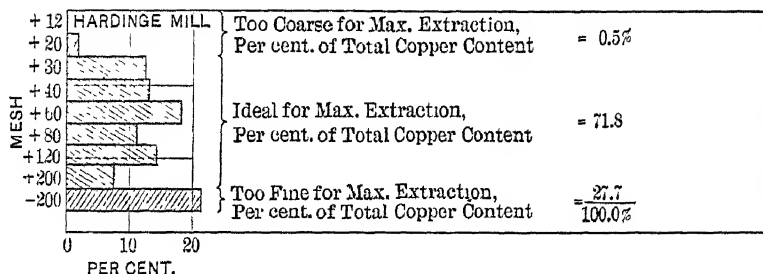 HARDINGE MILL
MESH
+ 12
+ 20
+ 30
+ 40
+ 60
+ 80
+120
+200
-200
0 10 20
PER CENT.
Too Coarse for Max. Extraction,
Per cent. of Total Copper Content = 0.5%
Ideal for Max. Extraction,
Per cent. of Total Copper Content = 71.8
Too Fine for Max. Extraction,
Per cent. of Total Copper Content = 27.7
100.0%